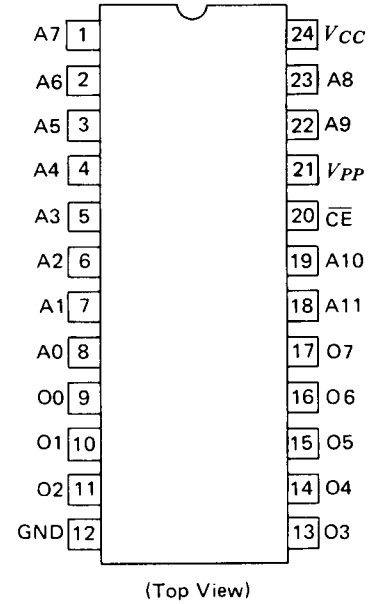 A7 1 24 VCC
A6 2 23 A8
A5 3 22 A9
A4 4 21 VPP
A3 5 20 C̅E̅
A2 6 19 A10
A1 7 18 A11
A0 8 17 O7
O0 9 16 O6
O1 10 15 O5
O2 11 14 O4
GND 12 13 O3
(Top View)